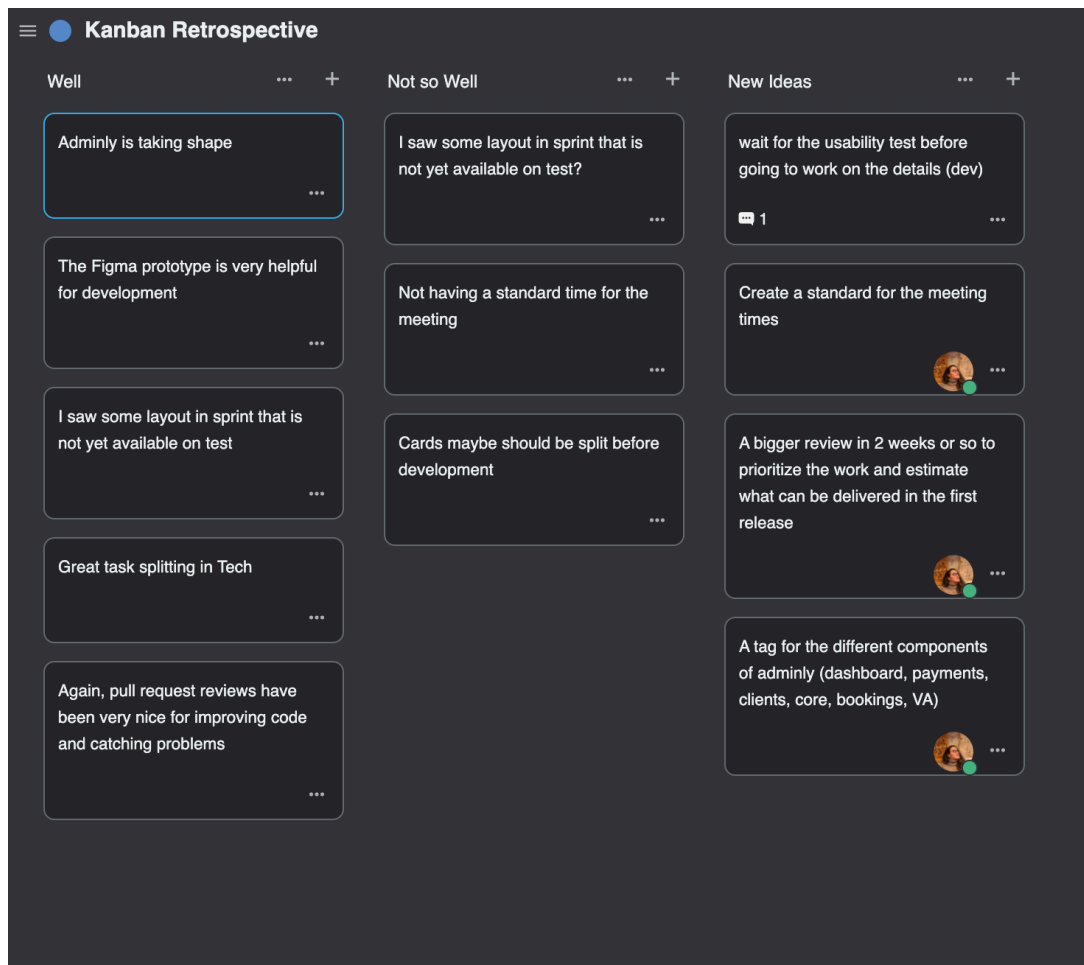 Kanban Retrospective
Well
Adminly is taking shape
The Figma prototype is very helpful
for development
I saw some layout in sprint that is
not yet available on test
Great task splitting in Tech
Again, pull request reviews have
been very nice for improving code
and catching problems
Not so Well
I saw some layout in sprint that is
not yet available on test?
Not having a standard time for the
meeting
Cards maybe should be split before
development
New Ideas
wait for the usability test before
going to work on the details (dev)
1
Create a standard for the meeting
times
A bigger review in 2 weeks or so to
prioritize the work and estimate
what can be delivered in the first
release
A tag for the different components
of adminly (dashboard, payments,
clients, core, bookings, VA)